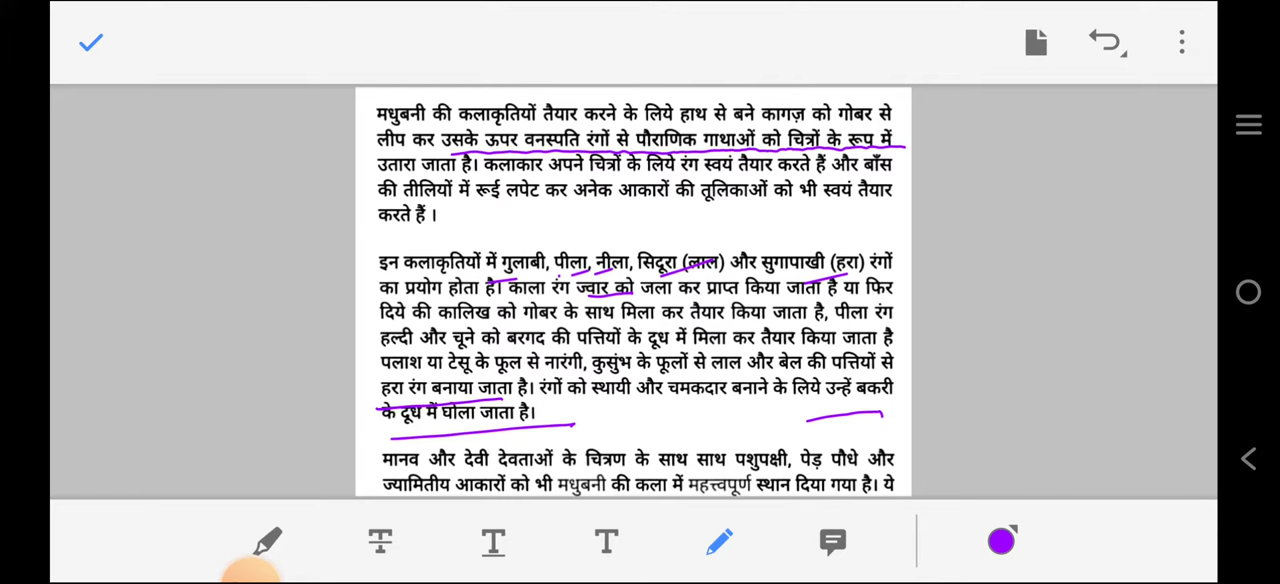 मधुबनी की कलाकृतियों तैयार करने के लिये हाथ से बने कागज़ को गोबर से
लीप कर उसके ऊपर वनस्पति रंगों से पौराणिक गाथाओं को चित्रों के रूप में
उतारा जाता है। कलाकार अपने चित्रों के लिये रंग स्वयं तैयार करते हैं और बाँस
की तीलियों में रूई लपेट कर अनेक आकारों की तूलिकाओं को भी स्वयं तैयार
करते हैं ।
इन कलाकृतियों में गुलाबी, पीला, नीला, सिदूरा (लाल) और सुगापाखी (हरा) रंगों
का प्रयोग होता है। काला रंग ज्वार को जला कर प्राप्त किया जाता है या फिर
दिये की कालिख को गोबर के साथ मिला कर तैयार किया जाता है, पीला रंग
हल्दी और चूने को बरगद की पत्तियों के दूध में मिला कर तैयार किया जाता है
पलाश या टेसू के फूल से नारंगी, कुसुंभ के फूलों से लाल और बेल की पत्तियों से
हरा रंग बनाया जाता है। रंगों को स्थायी और चमकदार बनाने के लिये उन्हें बकरी
के दूध में घोला जाता है।
मानव और देवी देवताओं के चित्रण के साथ साथ पशुपक्षी, पेड़ पौधे और
ज्यामितीय आकारों को भी मधुबनी की कला में महत्त्वपूर्ण स्थान दिया गया है। ये
T T T